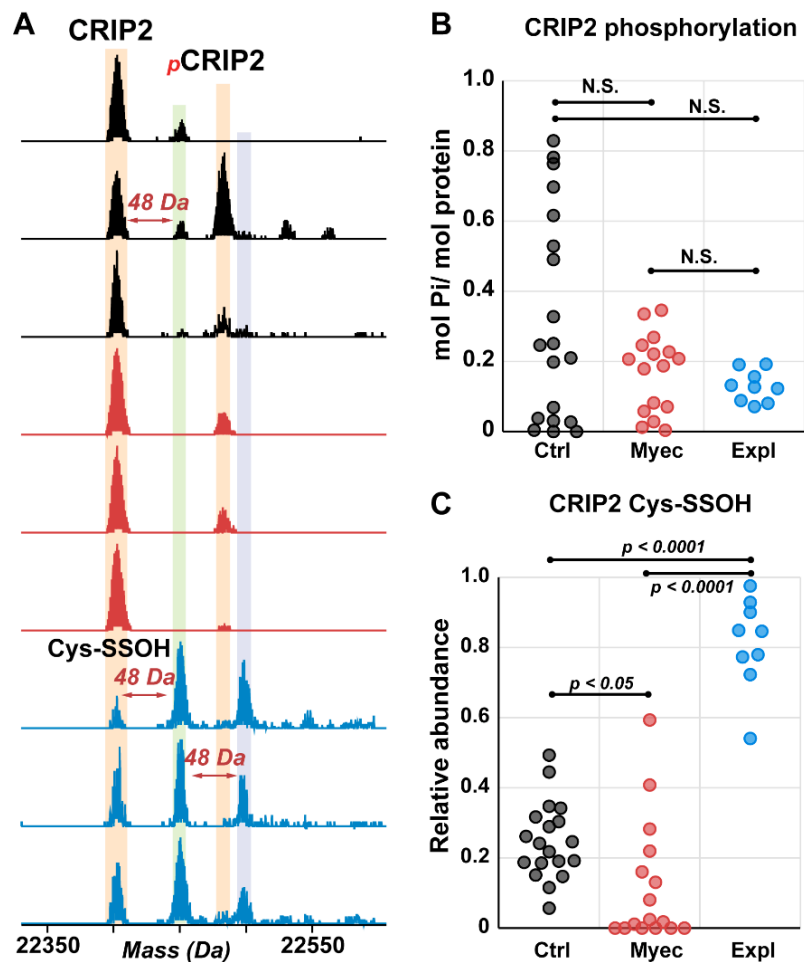 A
CRIP2
pCRIP2
48 Da
Cys-SSOH
48 Da
48 Da
22350
Mass (Da)
22550
B
CRIP2 phosphorylation
mol Pi/ mol protein
1
0.8
0.6
0.4
0.2
0
N.S.
N.S.
N.S.
Ctrl
Myec
Expl
C
CRIP2 Cys-SSOH
Relative abundance
1.0
0.8
0.6
0.4
0.2
0
p < 0.0001
p < 0.0001
p < 0.05
Ctrl
Myec
Expl